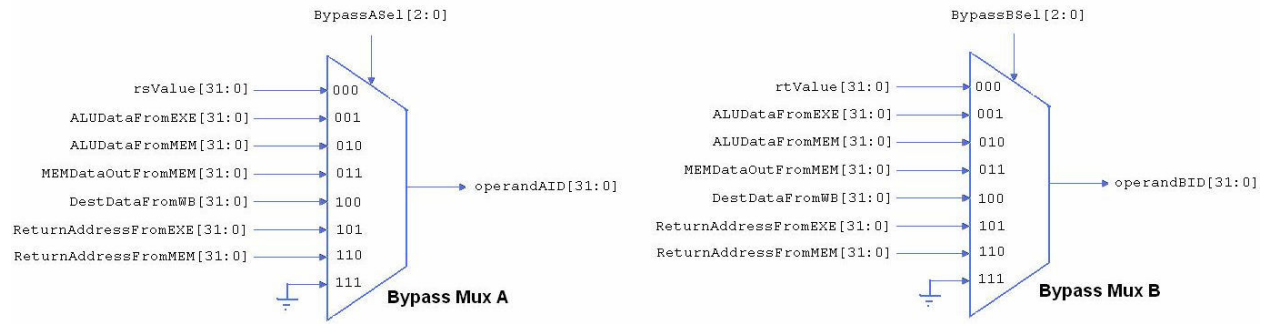 BypassASel[2:0]
rsValue[31:0]
000
ALUDataFromEXE[31:0]
001
ALUDataFromMEM[31:0]
010
MEMDataOutFromMEM[31:0]
011
operandAID[31:0]
DestDataFromWB[31:0]
100
ReturnAddressFromEXE[31:0]
101
ReturnAddressFromMEM[31:0]
110
111
Bypass Mux A
BypassBSel[2:0]
rtValue[31:0]
000
ALUDataFromEXE[31:0]
001
ALUDataFromMEM[31:0]
010
MEMDataOutFromMEM[31:0]
011
operandBID[31:0]
DestDataFromWB[31:0]
100
ReturnAddressFromEXE[31:0]
101
ReturnAddressFromMEM[31:0]
110
111
Bypass Mux B